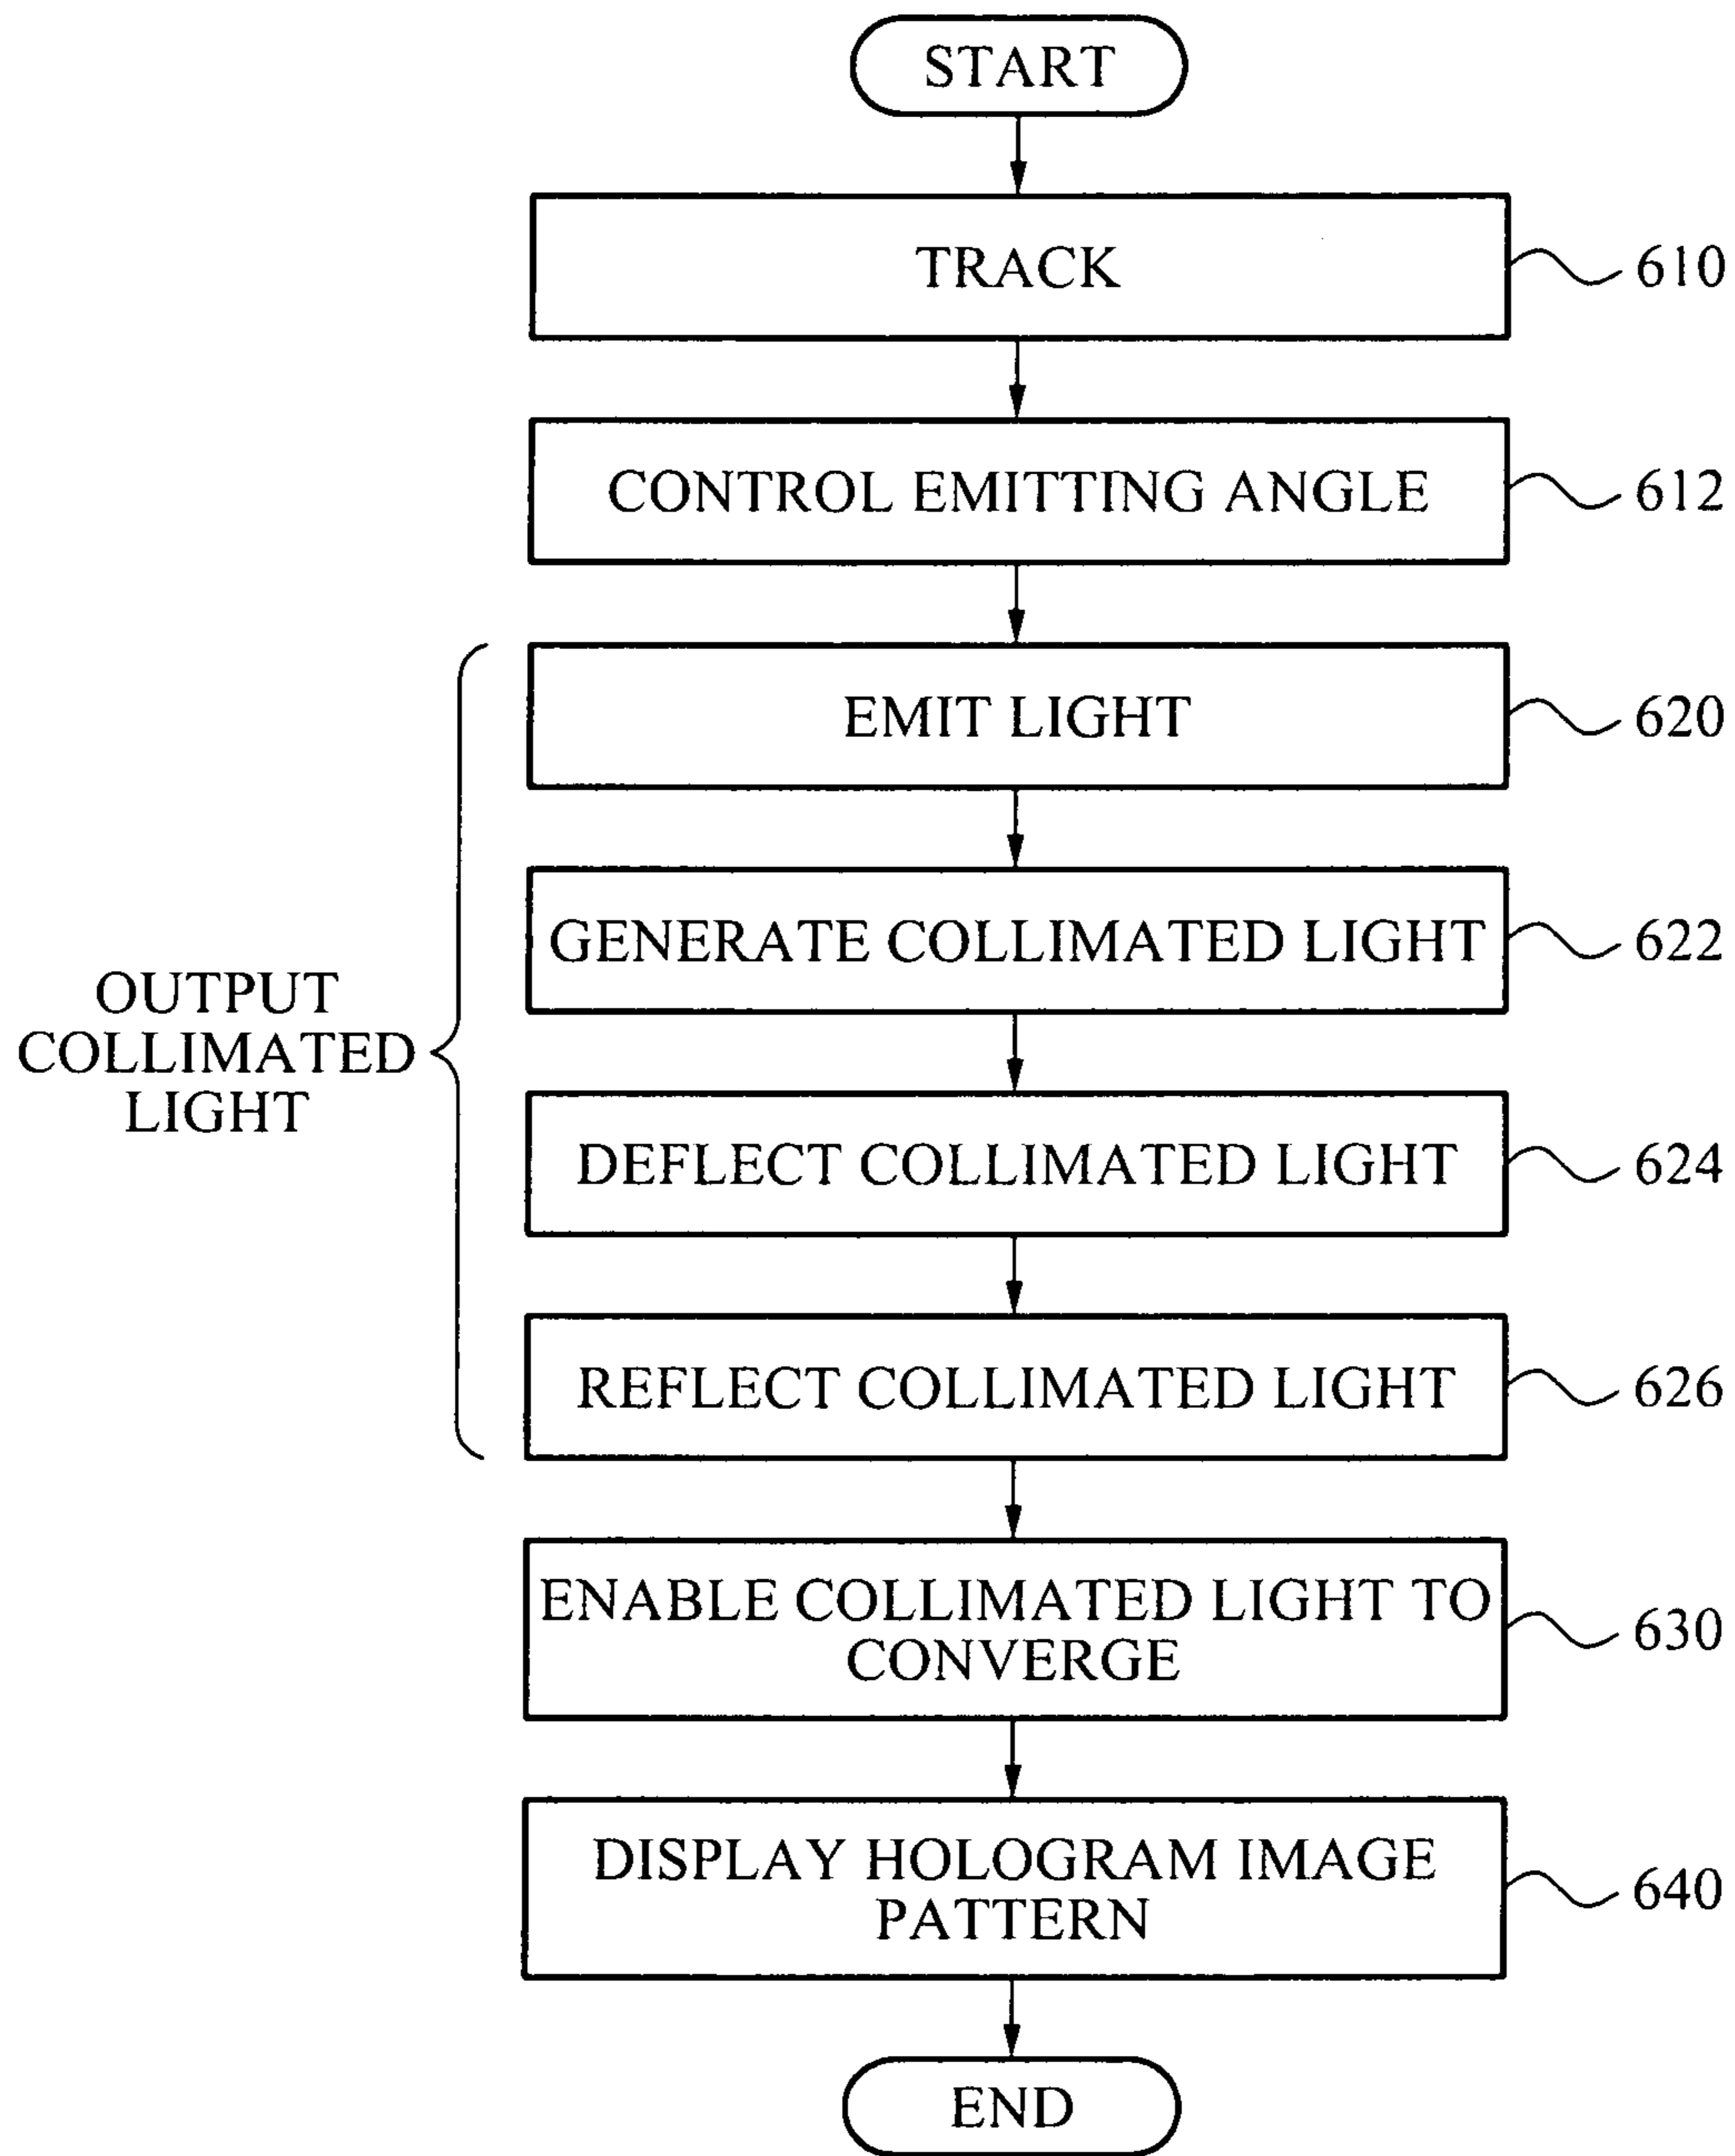 START
TRACK
610
CONTROL EMITTING ANGLE
612
EMIT LIGHT
620
GENERATE COLLIMATED LIGHT
622
OUTPUT
COLLIMATED
LIGHT
DEFLECT COLLIMATED LIGHT
624
REFLECT COLLIMATED LIGHT
626
ENABLE COLLIMATED LIGHT TO
CONVERGE
630
DISPLAY HOLOGRAM IMAGE
PATTERN
640
END